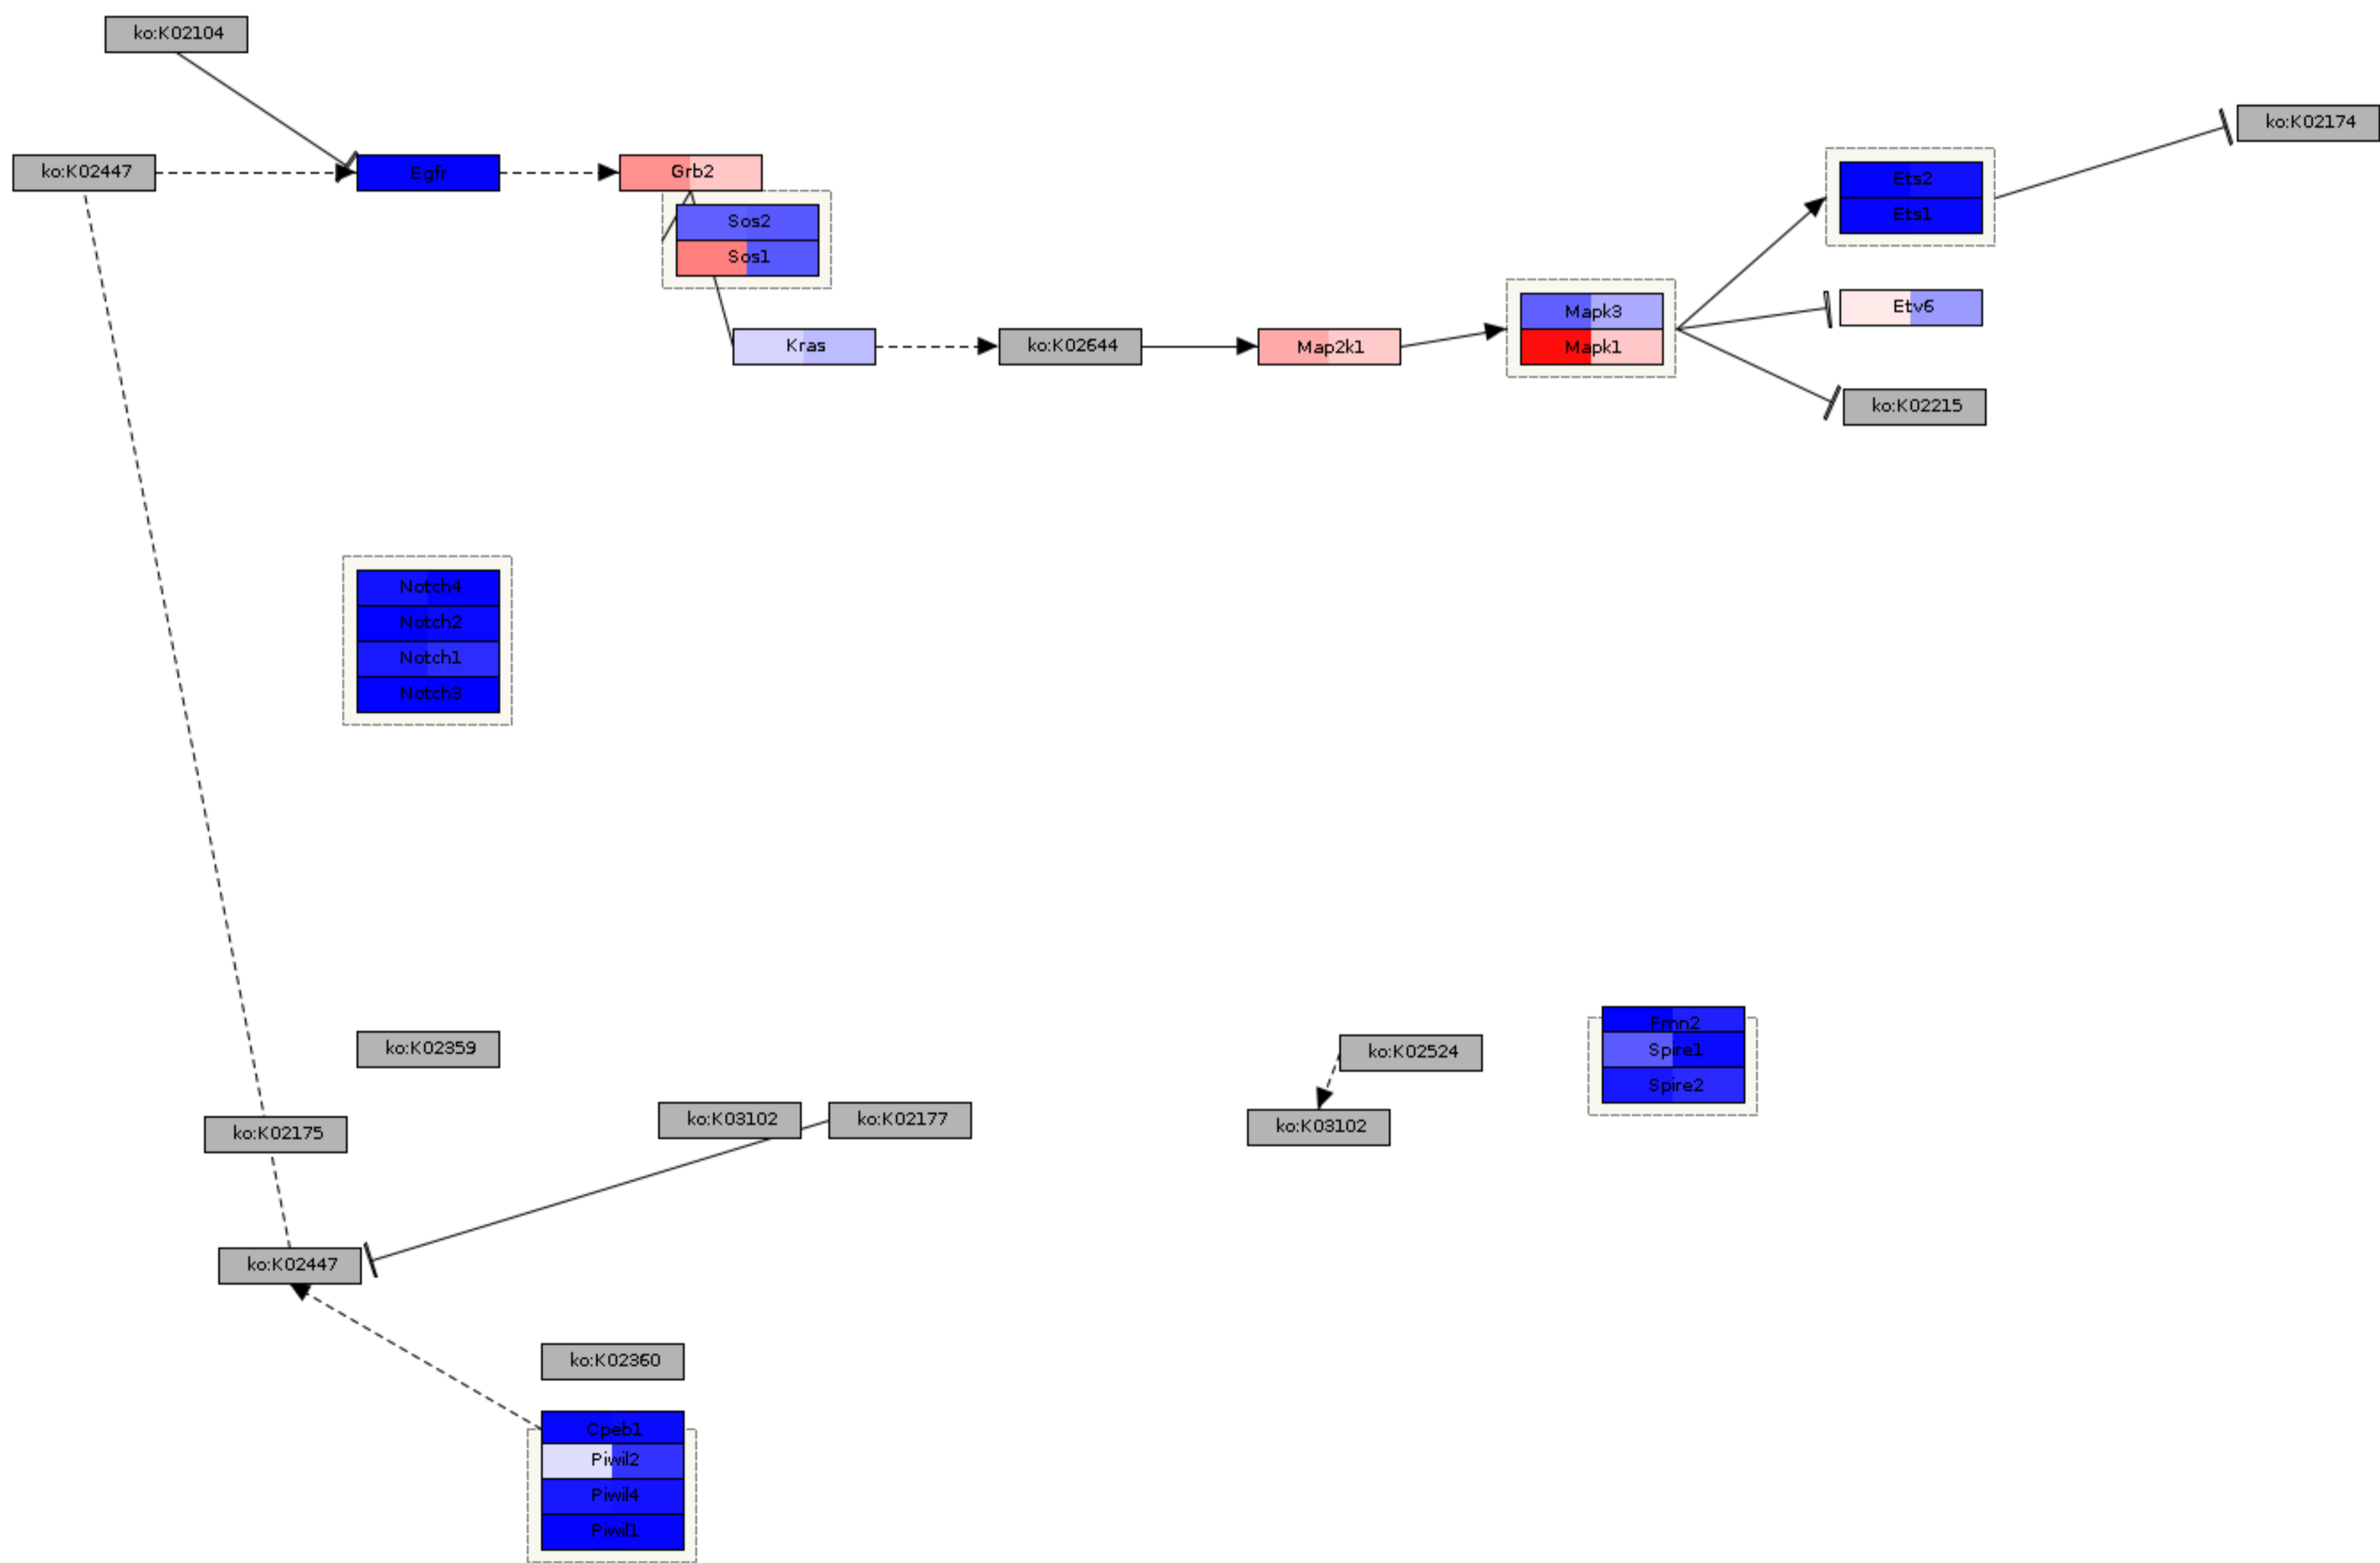 ko:K02104
ko:K02174
ko:K02447
Egfr
Grb2
Ets2
Sos2
Ets1
Sos1
Etv6
Mapk3
Kras
ko:K02644
Map2k1
Mapk1
ko:K02215
Notch4
Notch2
Notch1
Notch3
Fmn2
ko:K02359
ko:K02524
Spire1
Spire2
ko:K03102
ko:K02177
ko:K03102
ko:K02175
ko:K02447
ko:K02360
Cpeb1
Piwil2
Piwil4
Piwil1